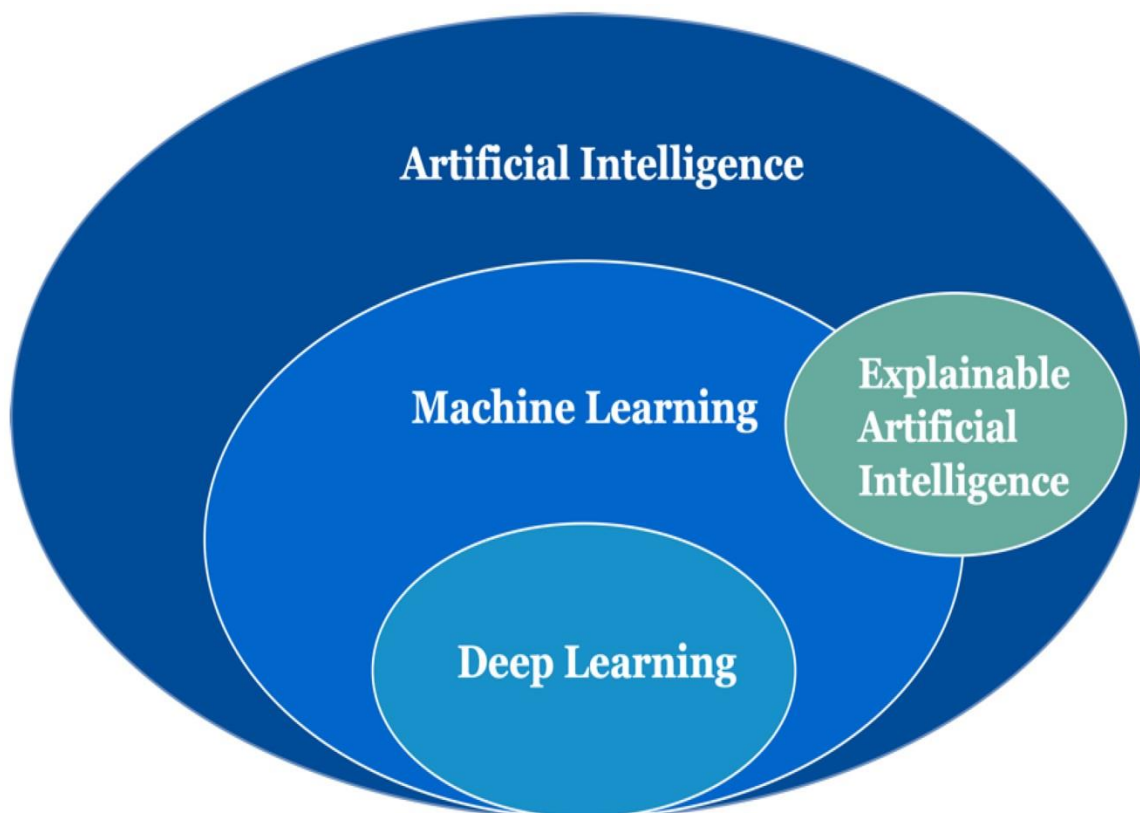 Artificial Intelligence
Machine Learning
Explainable
Artificial
Intelligence
Deep Learning